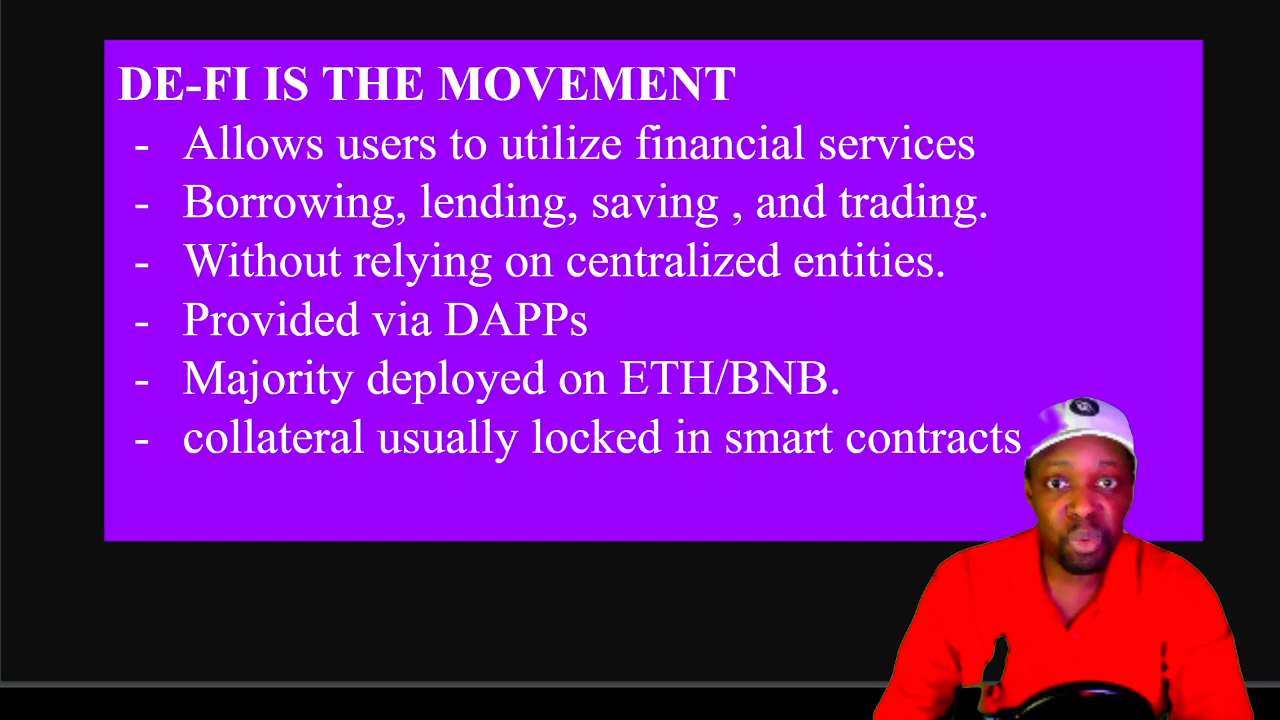 DE-FI IS THE MOVEMENT
- Allows users to utilize financial services
- Borrowing, lending, saving , and trading.
- Without relying on centralized entities.
- Provided via DAPPs
- Majority deployed on ETH/BNB.
- collateral usually locked in smart contracts